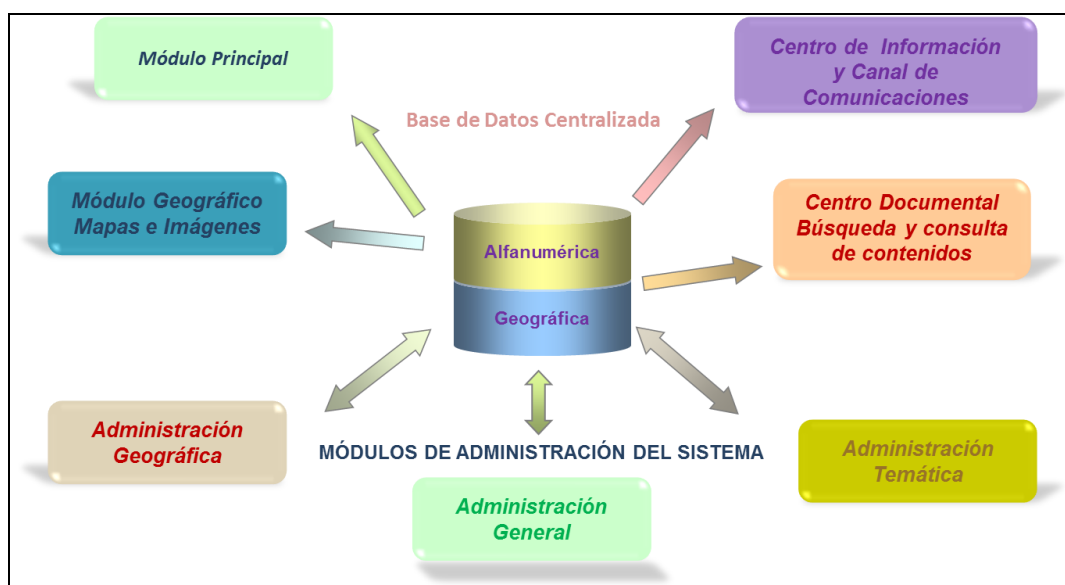 Módulo Principal
Centro de Información
y Canal de
Comunicaciones
Base de Datos Centralizada
Módulo Geográfico
Mapas e Imágenes
Centro Documental
Búsqueda y consulta
de contenidos
Alfanumérica
Geográfica
Administración
Geográfica
MÓDULOS DE ADMINISTRACIÓN DEL SISTEMA
Administración
Temática
Administración
General